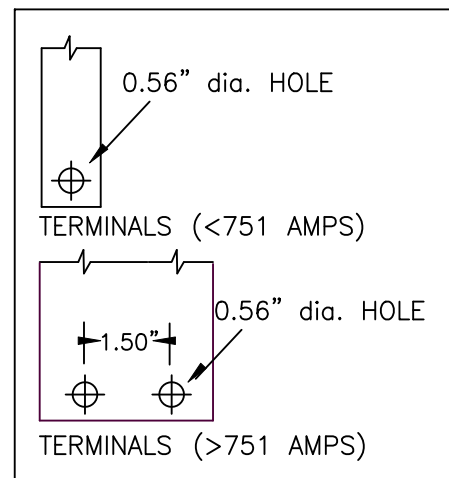 0.56” dia. HOLE
TERMINALS (<751 AMPS)
0.56” dia. HOLE
1.50”
TERMINALS (>751 AMPS)